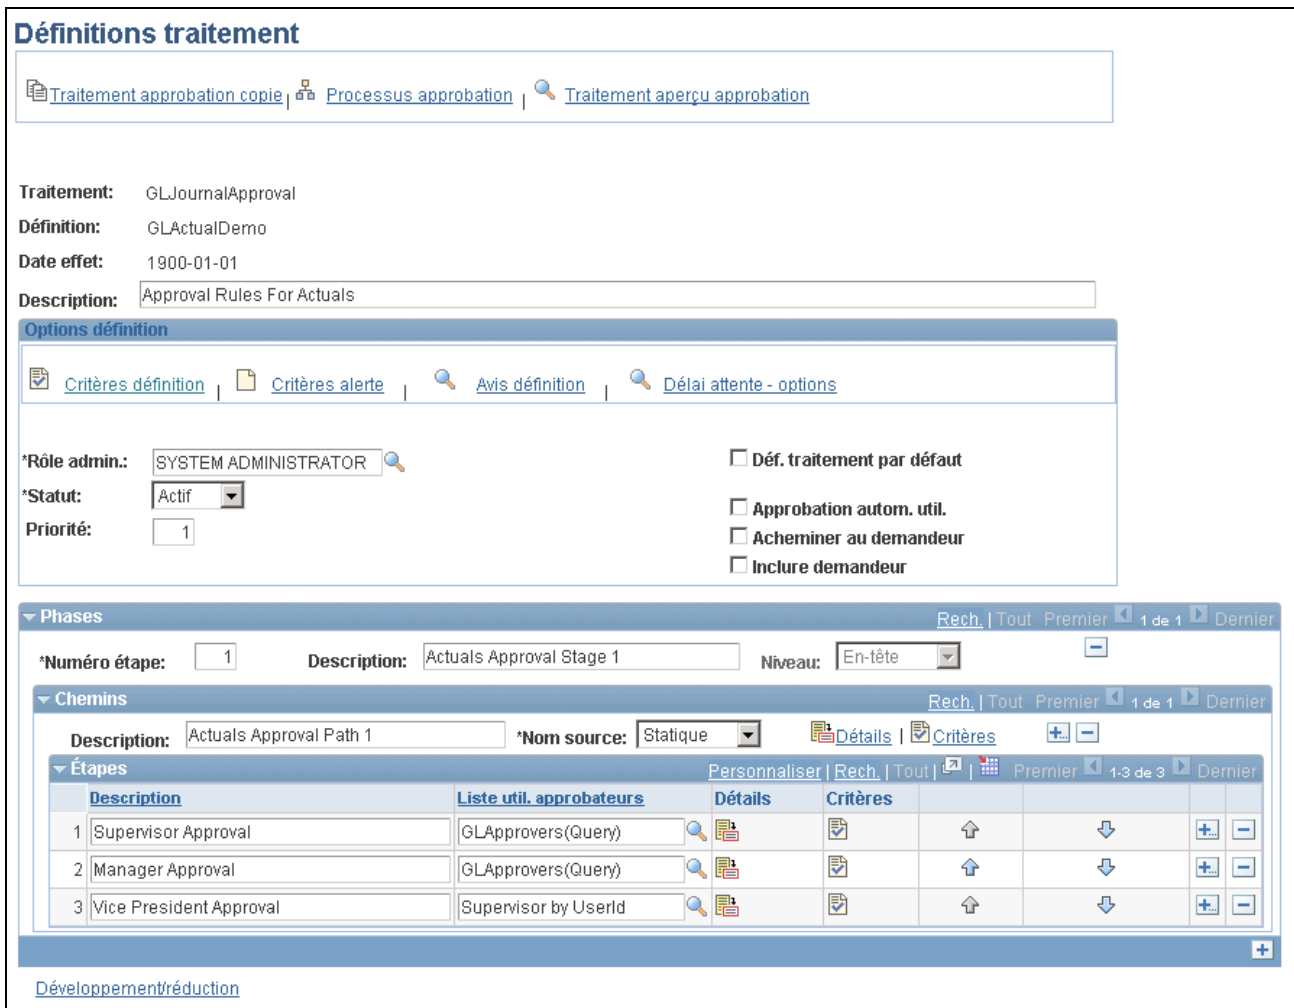 Définitions traitement
Traitement approbation copie | Processus approbation | Traitement aperçu approbation
Traitement: GLJournalApproval
Définition: GLActualDemo
Date effet: 1900-01-01
Description: Approval Rules For Actuals
Options définition
Critères définition | Critères alerte | Avis définition | Délai attente - options
*Rôle admin.: SYSTEM ADMINISTRATOR Déf. traitement par défaut
*Statut: Actif Approbation autom. util.
Priorité: 1 Acheminer au demandeur
Inclure demandeur
Phases Rech. | Tout Premier 1 de 1 Dernier
*Numéro étape: 1 Description: Actuals Approval Stage 1 Niveau: En-tête
Chemins Rech. | Tout Premier 1 de 1 Dernier
Description: Actuals Approval Path 1 *Nom source: Statique Détails | Critères
Étapes Personnaliser | Rech. | Tout | | Premier 1-3 de 3 Dernier
Description Liste util. approbateurs Détails Critères
1 Supervisor Approval GLApprovers(Query)
2 Manager Approval GLApprovers(Query)
3 Vice President Approval Supervisor by UserId
Développement/réduction